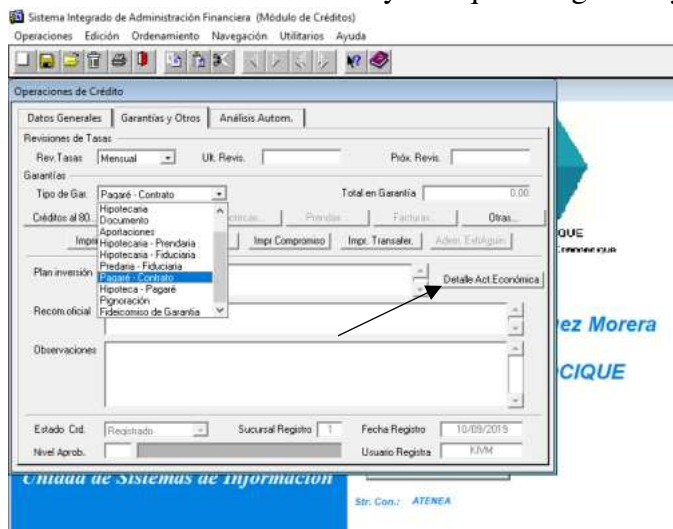 Sistema Integrado de Administración Financiera (Módulo de Créditos)
Operaciones Edición Ordenamiento Navegación Utilitarios Ayuda
Operaciones de Crédito
Datos Generales Garantías y Otros Análisis Autom.
Revisiones de Tasas
Rev.Tasas Mensual Ult. Revis. Próx. Revis.
Garantías
Tipo de Gar. Pagaré - Contrato Total en Garantía 0.00
Hipotecaria
Créditos al 80. Documento Prendas Facturas Otras...
Aportaciones
Hipotecaria - Prendaria Impr Compromiso Impr. Transafer.
Hipotecaria - Fiduciaria
Predaria - Fiduciaria
Plan inversión Pagaré - Contrato Detalle Act.Económica
Hipoteca - Pagaré
Pignoración
Recom.oficial Fideicomiso de Garantía
Observaciones
Estado Crd. Registrado Sucursal Registro 1 Fecha Registro 10/09/2019
Nivel Aprob. Usuario Registra KIVM
QUE
ez Morera
OCIQUE
Unidad de Sistemas de Información
Str. Con.: ATENEA